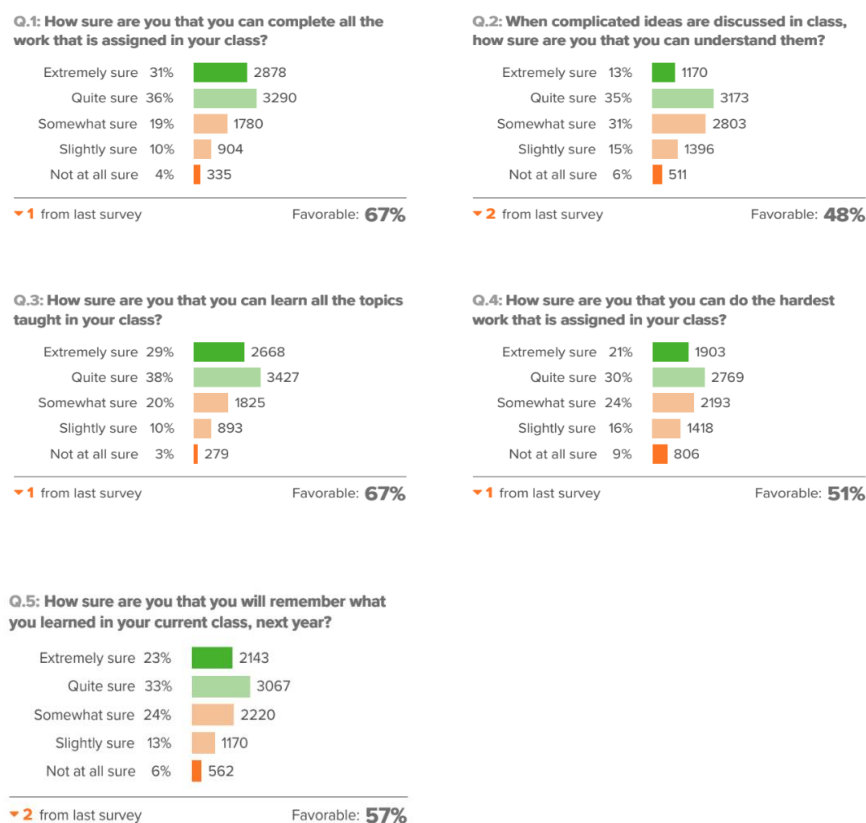 Q.1: How sure are you that you can complete all the
work that is assigned in your class?
Extremely sure 31% 2878
Quite sure 36% 3290
Somewhat sure 19% 1780
Slightly sure 10% 904
Not at all sure 4% 335
▼ 1 from last survey Favorable: 67%
Q.2: When complicated ideas are discussed in class,
how sure are you that you can understand them?
Extremely sure 13% 1170
Quite sure 35% 3173
Somewhat sure 31% 2803
Slightly sure 15% 1396
Not at all sure 6% 511
▼ 2 from last survey Favorable: 48%
Q.3: How sure are you that you can learn all the topics
taught in your class?
Extremely sure 29% 2668
Quite sure 38% 3427
Somewhat sure 20% 1825
Slightly sure 10% 893
Not at all sure 3% 279
▼ 1 from last survey Favorable: 67%
Q.4: How sure are you that you can do the hardest
work that is assigned in your class?
Extremely sure 21% 1903
Quite sure 30% 2769
Somewhat sure 24% 2193
Slightly sure 16% 1418
Not at all sure 9% 806
▼ 1 from last survey Favorable: 51%
Q.5: How sure are you that you will remember what
you learned in your current class, next year?
Extremely sure 23% 2143
Quite sure 33% 3067
Somewhat sure 24% 2220
Slightly sure 13% 1170
Not at all sure 6% 562
▼ 2 from last survey Favorable: 57%